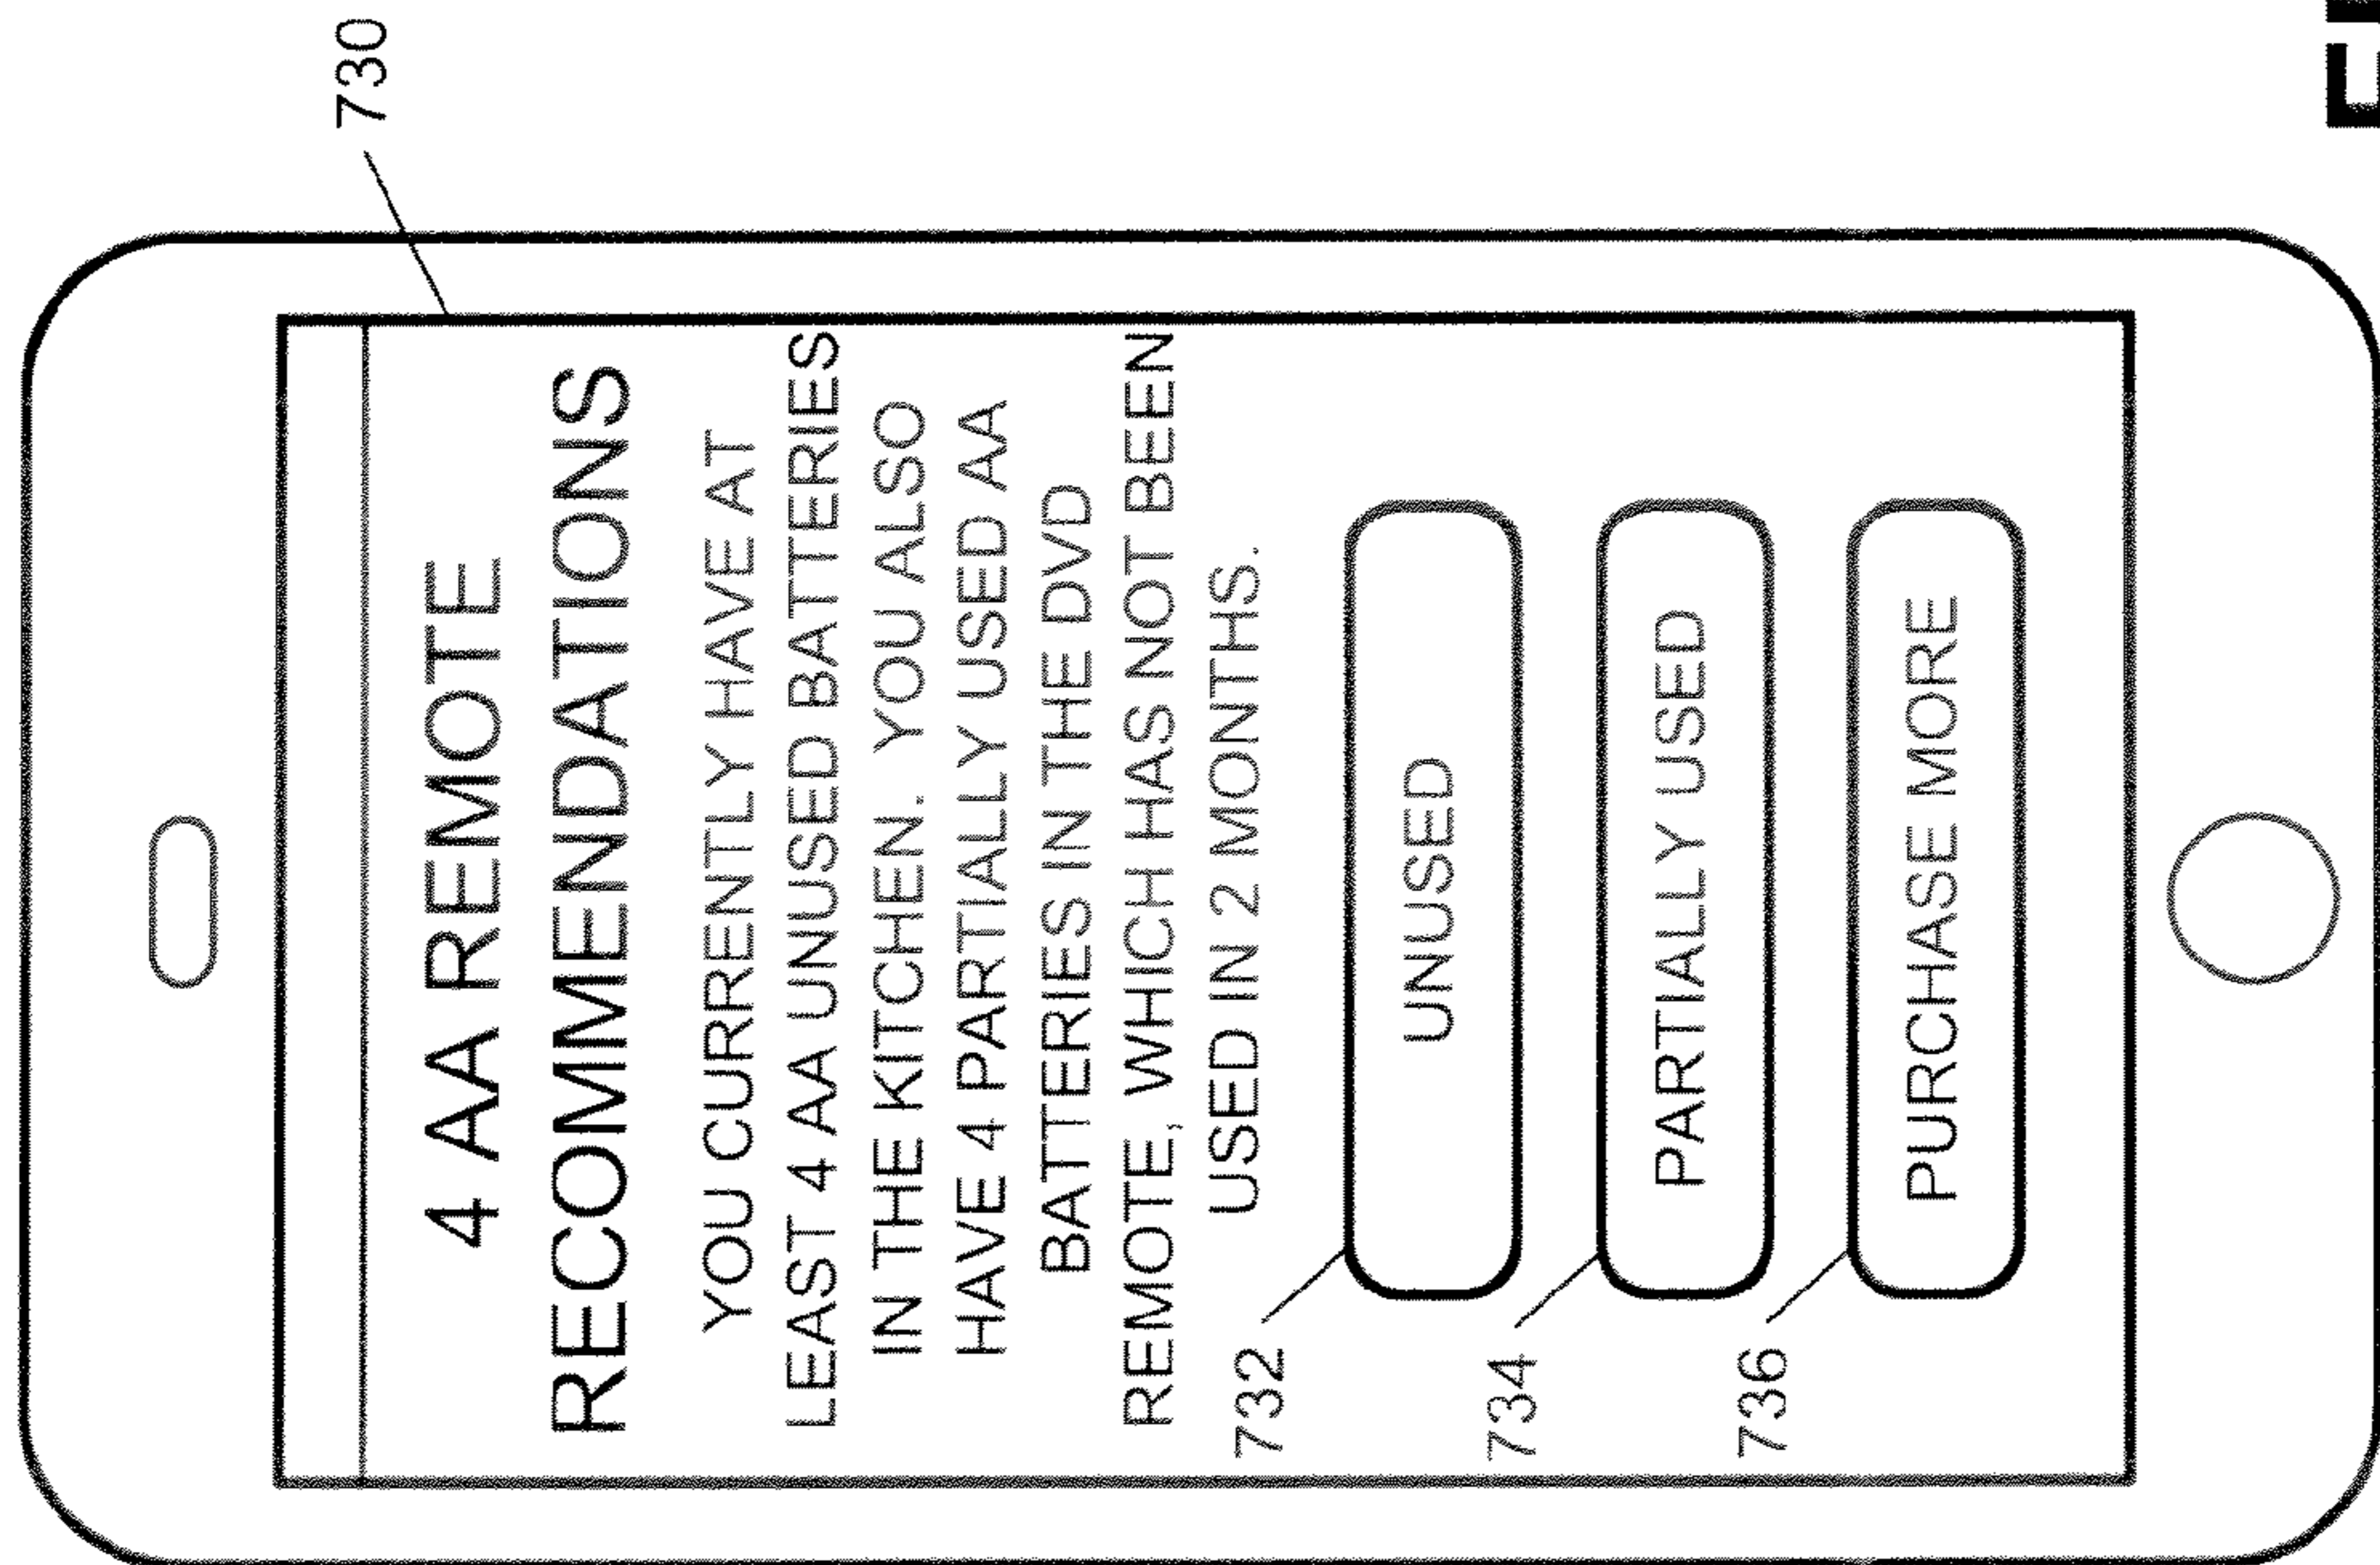 730
4 AA REMOTE
RECOMMENDATIONS
YOU CURRENTLY HAVE AT
LEAST 4 AA UNUSED BATTERIES
IN THE KITCHEN. YOU ALSO
HAVE 4 PARTIALLY USED AA
BATTERIES IN THE DVD
REMOTE, WHICH HAS NOT BEEN
USED IN 2 MONTHS.
732
UNUSED
734
PARTIALLY USED
736
PURCHASE MORE